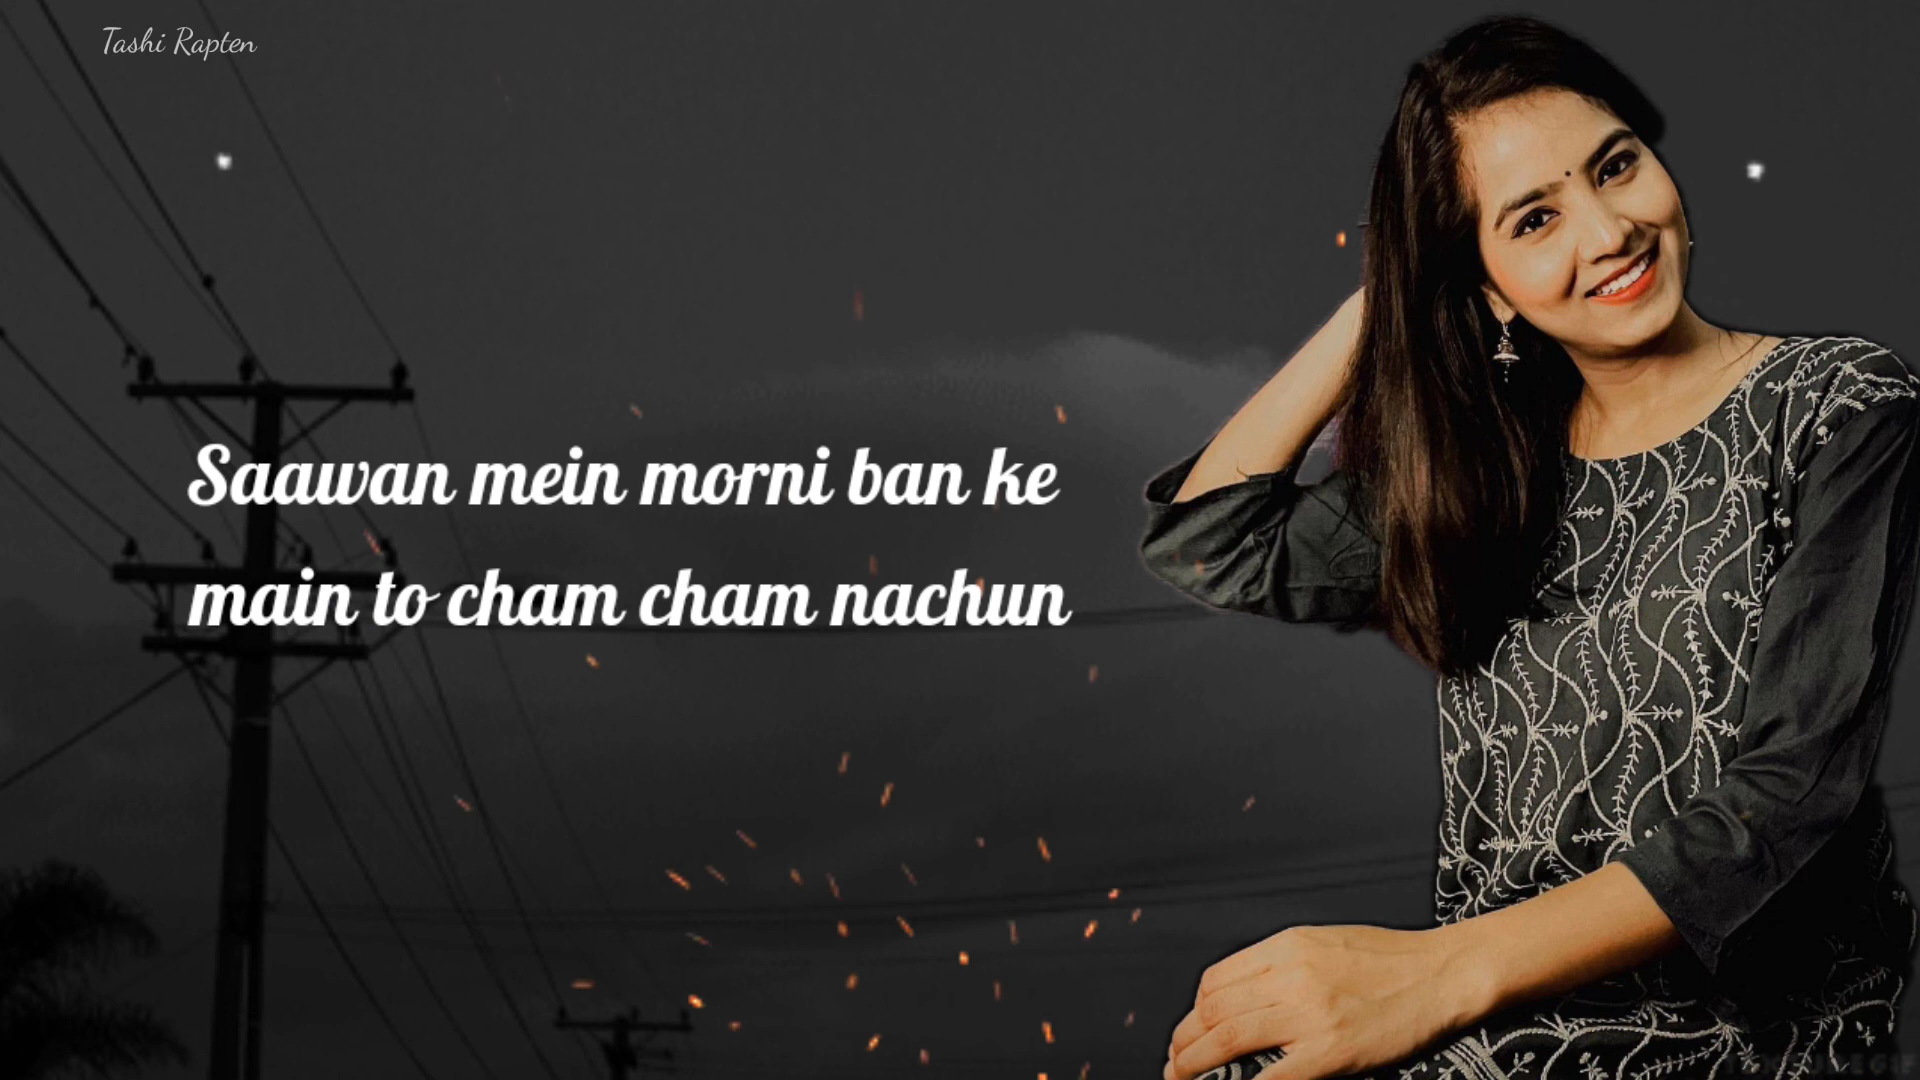 Tashi Rapten
Saawan mein morni ban ke
main to cham cham nachun